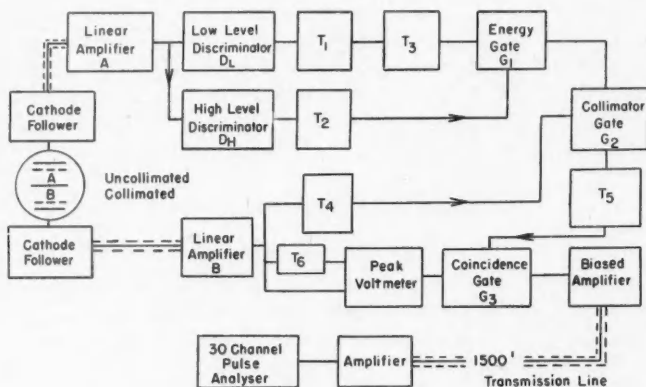 Linear
Amplifier
A
Low Level
Discriminator
DL
T1
T3
Energy
Gate
G1
High Level
Discriminator
DH
T2
Cathode
Follower
Collimator
Gate
G2
A
B
Uncollimated
Collimated
T4
T5
Cathode
Follower
Linear
Amplifier
B
T6
Peak
Voltmeter
Coincidence
Gate
G3
Biased
Amplifier
30 Channel
Pulse
Analyser
Amplifier
1500'
Transmission Line